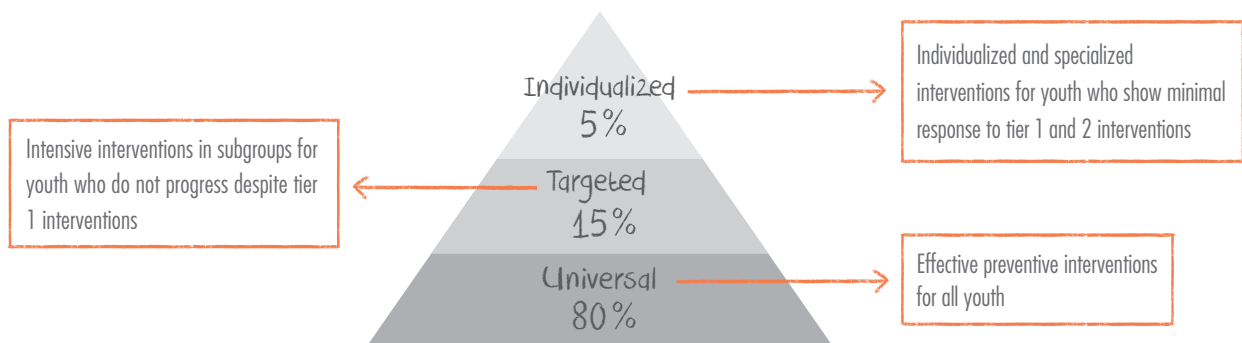 Individualized
5%
Individualized and specialized
interventions for youth who show minimal
response to tier 1 and 2 interventions
Intensive interventions in subgroups for
youth who do not progress despite tier
1 interventions
Targeted
15%
Universal
80%
Effective preventive interventions
for all youth